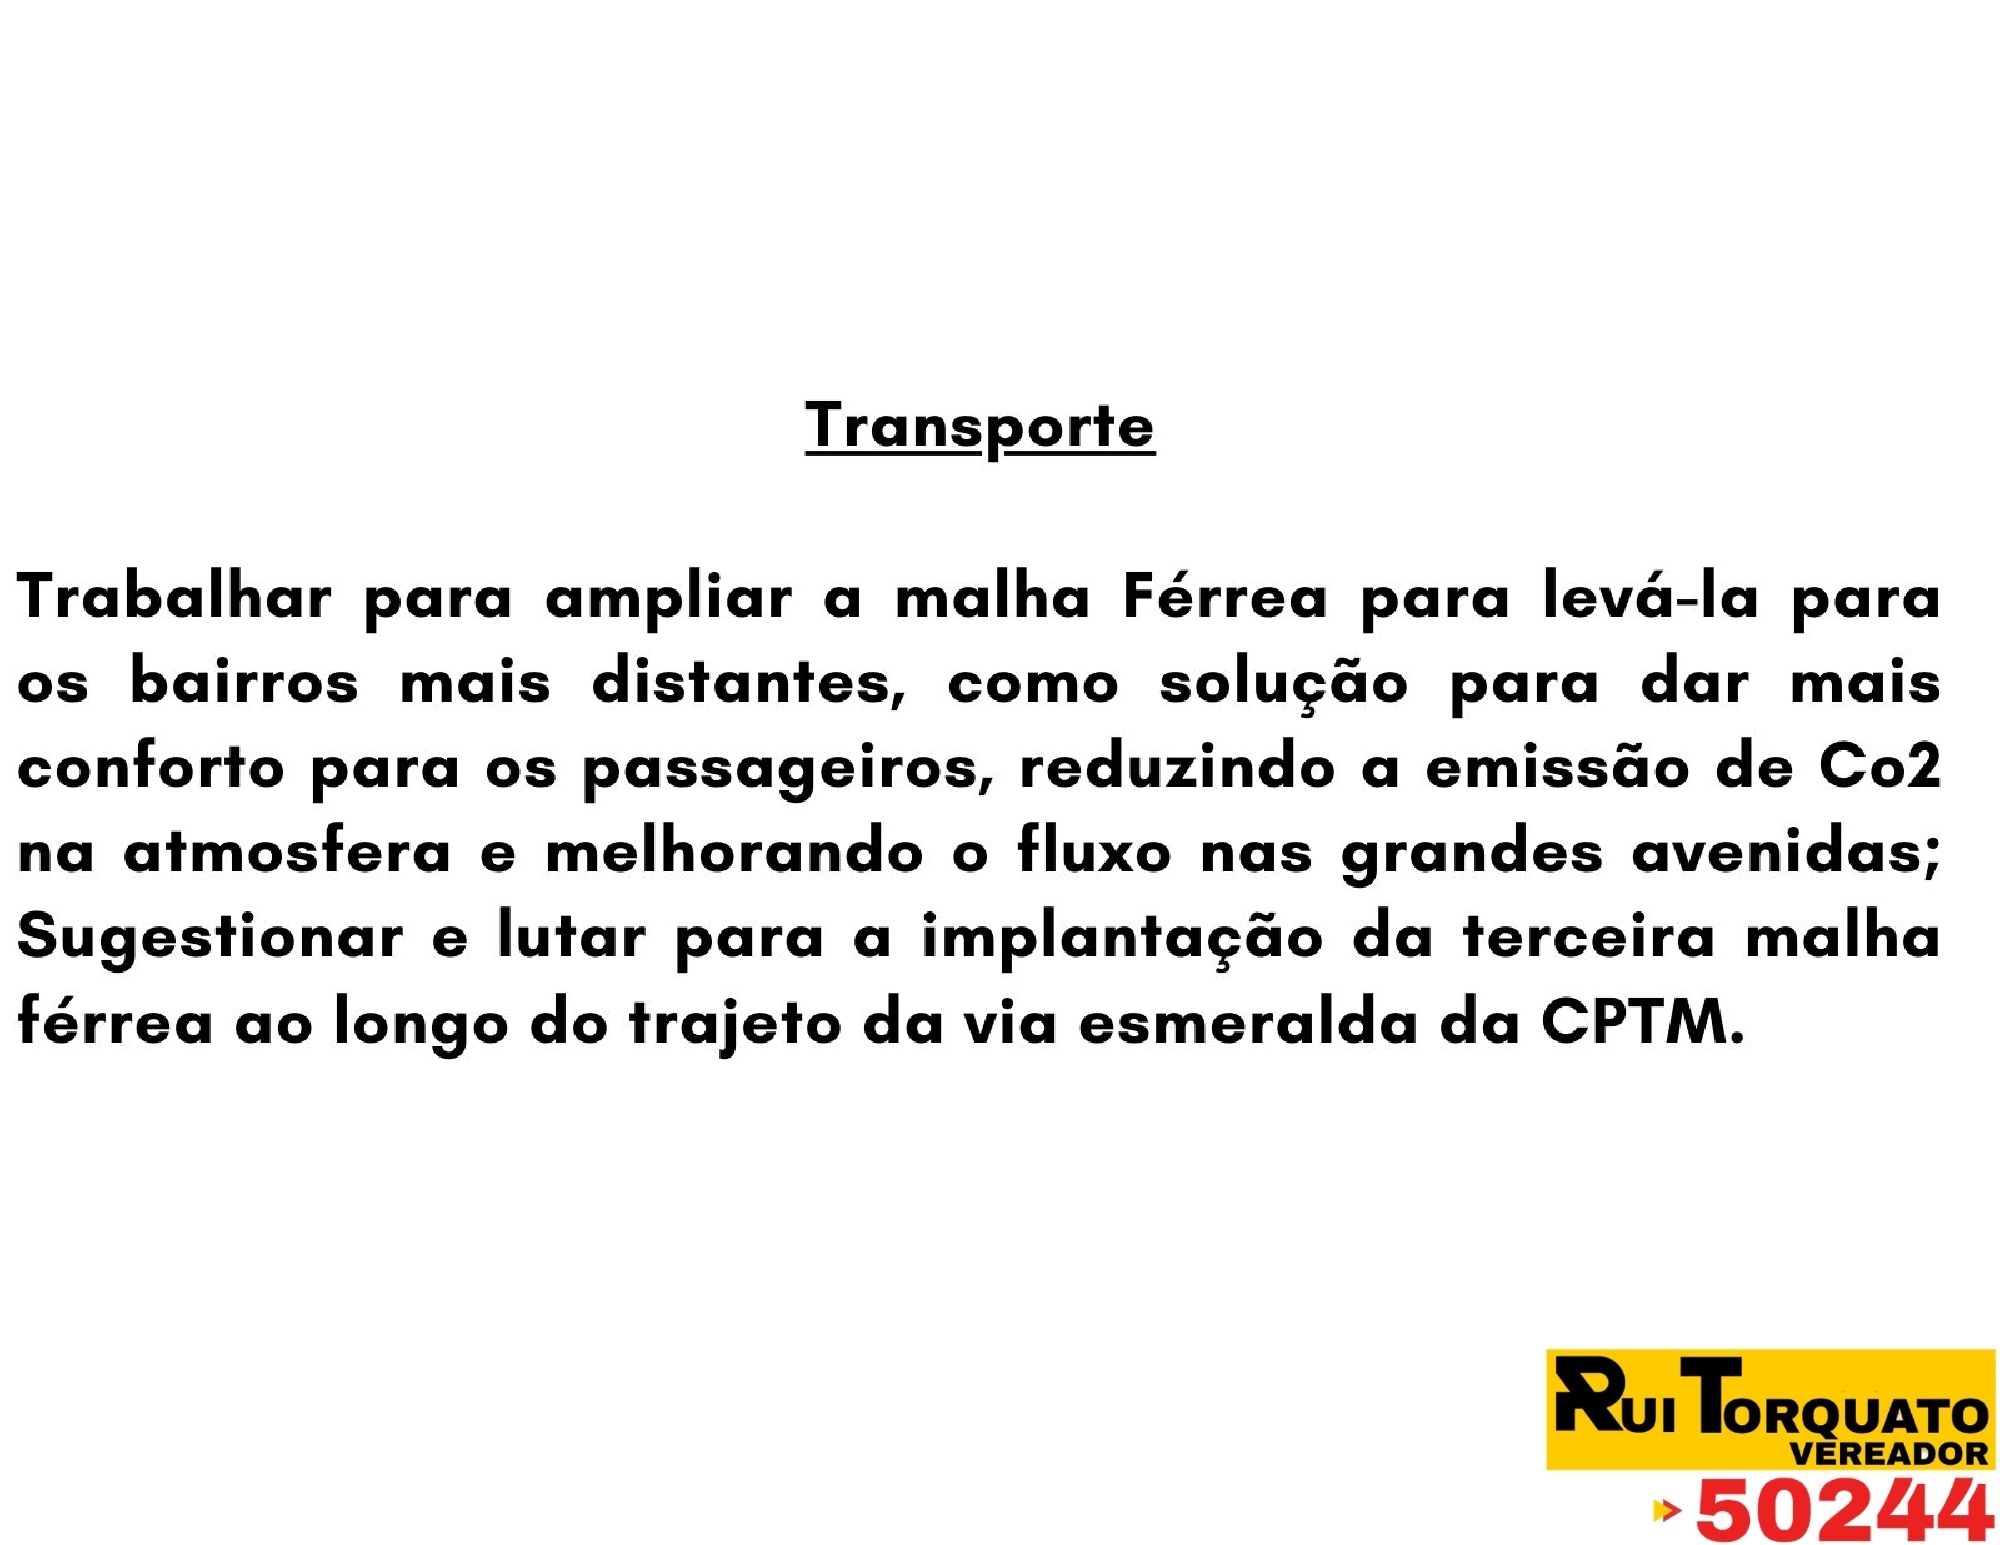 Transporte
Trabalhar para ampliar a malha Férrea para levá-la para
os bairros mais distantes, como solução para dar mais
conforto para os passageiros, reduzindo a emissão de Co2
na atmosfera e melhorando o fluxo nas grandes avenidas;
Sugestionar e lutar para a implantação da terceira malha
férrea ao longo do trajeto da via esmeralda da CPTM.
RUI TORQUATO
VEREADOR
50244